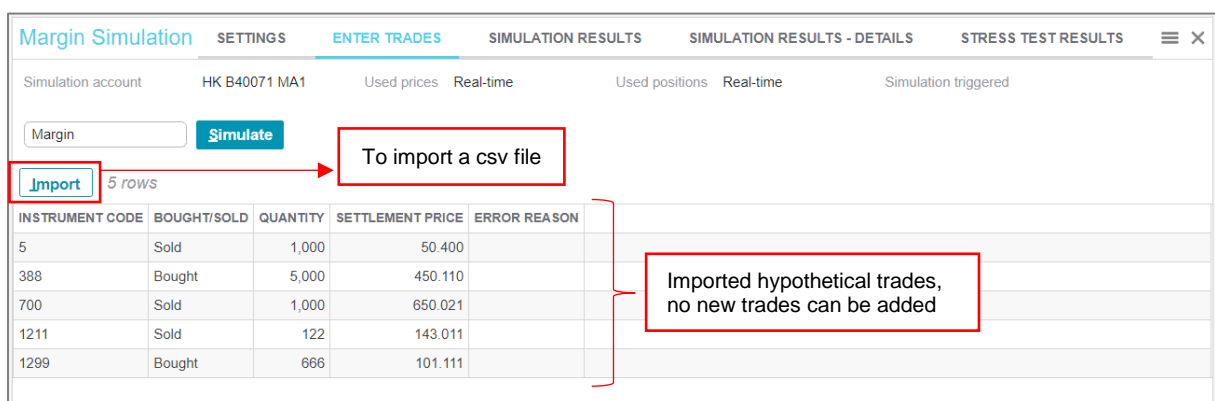 Margin Simulation SETTINGS ENTER TRADES SIMULATION RESULTS SIMULATION RESULTS - DETAILS STRESS TEST RESULTS
Simulation account HK B40071 MA1 Used prices Real-time Used positions Real-time Simulation triggered
Margin Simulate
To import a csv file
Import 5 rows
INSTRUMENT CODE BOUGHT/SOLD QUANTITY SETTLEMENT PRICE ERROR REASON
5 Sold 1,000 50.400
388 Bought 5,000 450.110
700 Sold 1,000 650.021
1211 Sold 122 143.011
1299 Bought 666 101.111
Imported hypothetical trades,
no new trades can be added